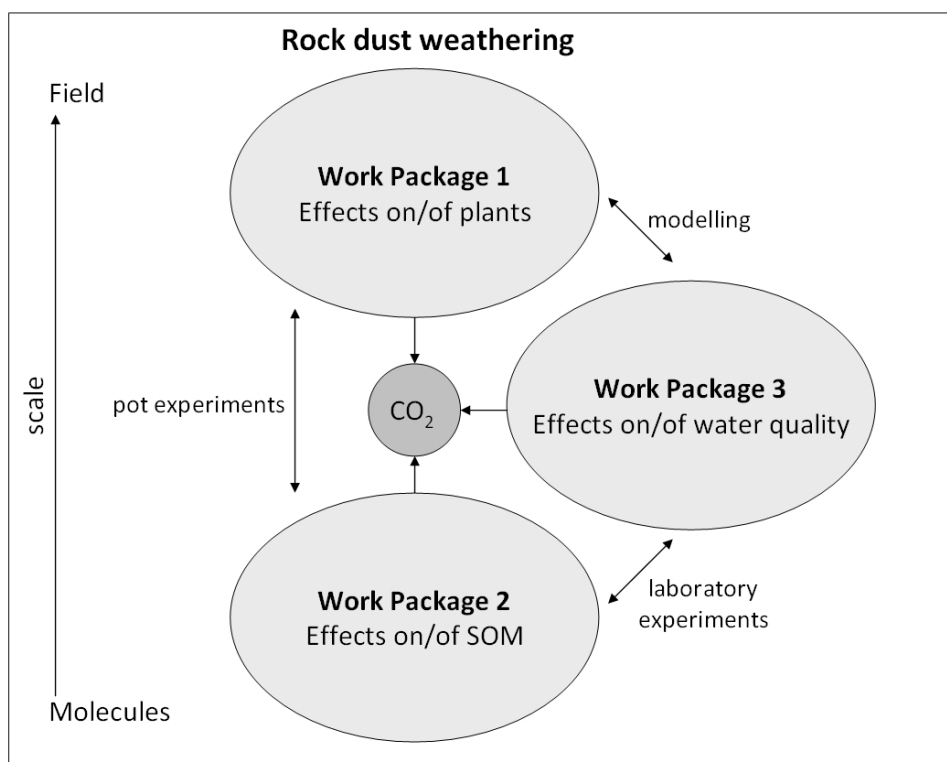 Rock dust weathering
Field
Work Package 1
Effects on/of plants
modelling
scale
pot experiments
CO₂
Work Package 3
Effects on/of water quality
Work Package 2
Effects on/of SOM
laboratory
experiments
Molecules